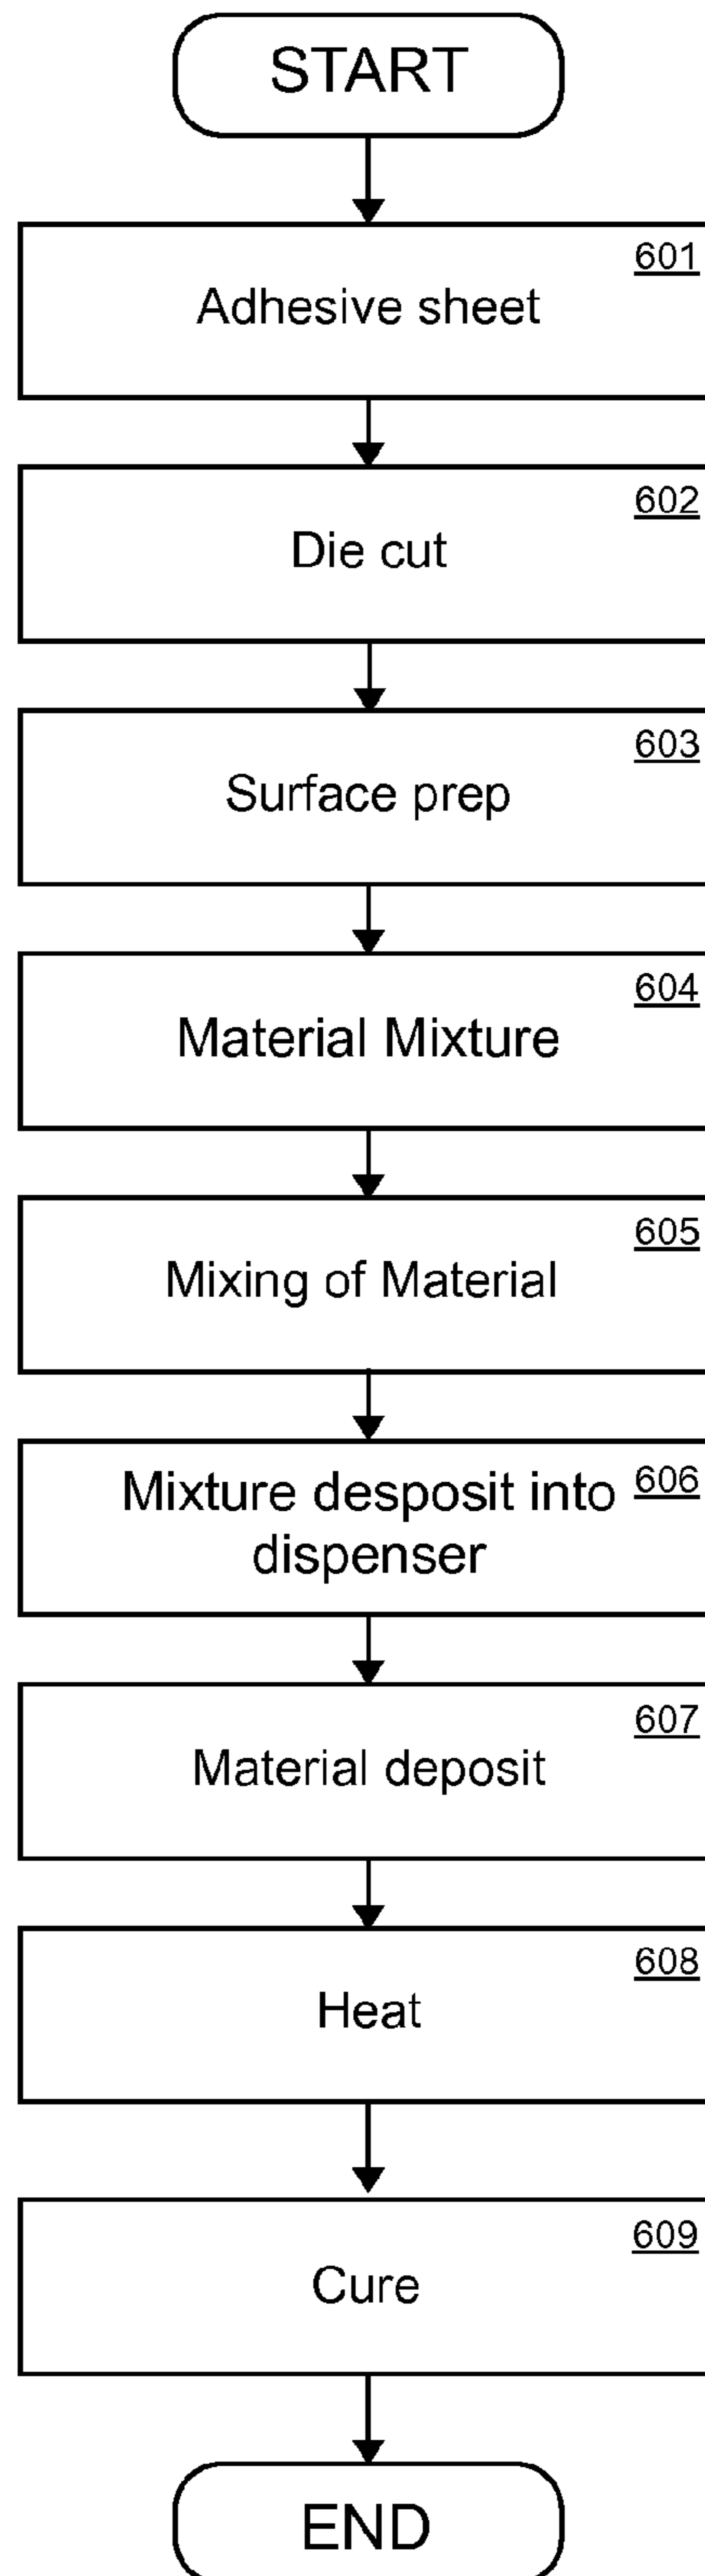 START
601
Adhesive sheet
602
Die cut
603
Surface prep
604
Material Mixture
605
Mixing of Material
606
Mixture desposit into
dispenser
607
Material deposit
608
Heat
609
Cure
END